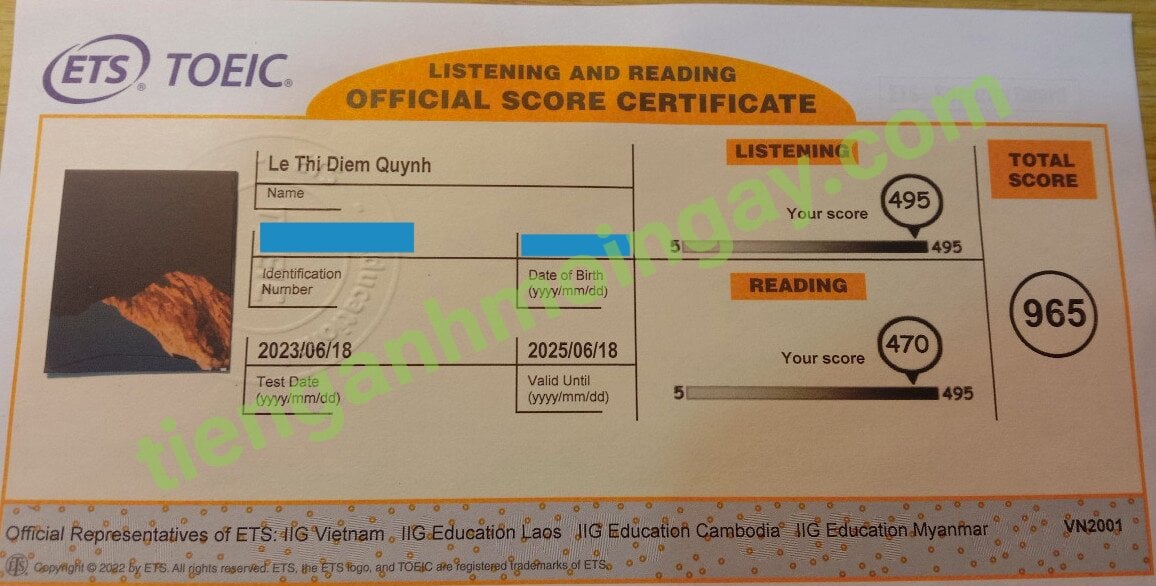 ETS® TOEIC®
LISTENING AND READING
OFFICIAL SCORE CERTIFICATE
Le Thi Diem Quynh
Name
Identification
Number
Date of Birth
(yyyy/mm/dd)
2023/06/18
Test Date
(yyyy/mm/dd)
2025/06/18
Valid Until
(yyyy/mm/dd)
LISTENING
Your score
495
5
495
READING
Your score
470
5
495
TOTAL
SCORE
965
tienganhmoingay.com
Official Representatives of ETS: IIG Vietnam IIG Education Laos IIG Education Cambodia IIG Education Myanmar
VN2001
ETS Copyright © 2022 by ETS. All rights reserved. ETS, the ETS logo, and TOEIC are registered trademarks of ETS.